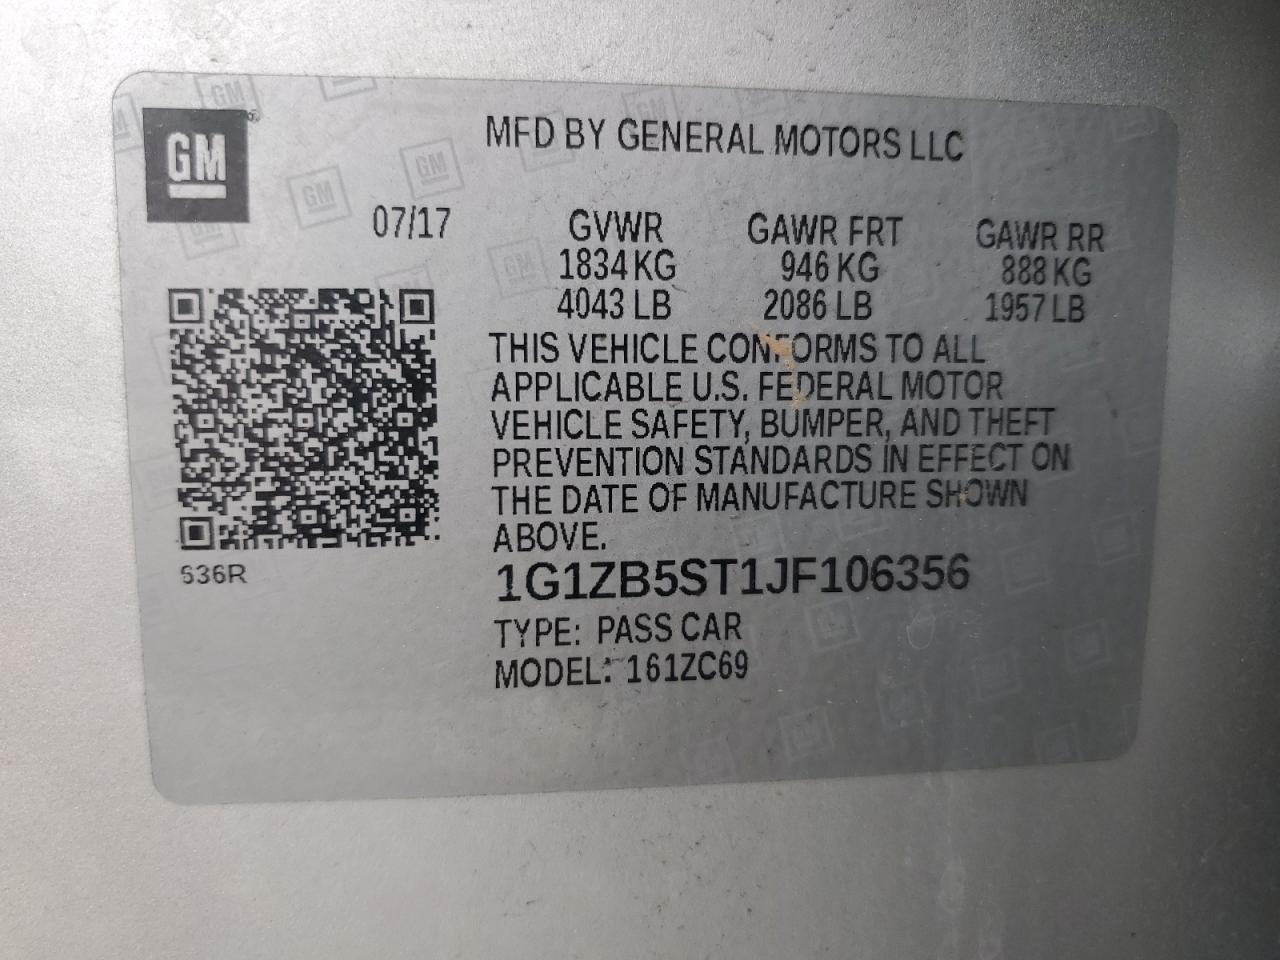 GM
MFD BY GENERAL MOTORS LLC
07/17
GVWR GAWR FRT GAWR RR
1834 KG 946 KG 888 KG
4043 LB 2086 LB 1957 LB
THIS VEHICLE CONFORMS TO ALL
APPLICABLE U.S. FEDERAL MOTOR
VEHICLE SAFETY, BUMPER, AND THEFT
PREVENTION STANDARDS IN EFFECT ON
THE DATE OF MANUFACTURE SHOWN
ABOVE.
636R
1G1ZB5ST1JF106356
TYPE: PASS CAR
MODEL: 161ZC69